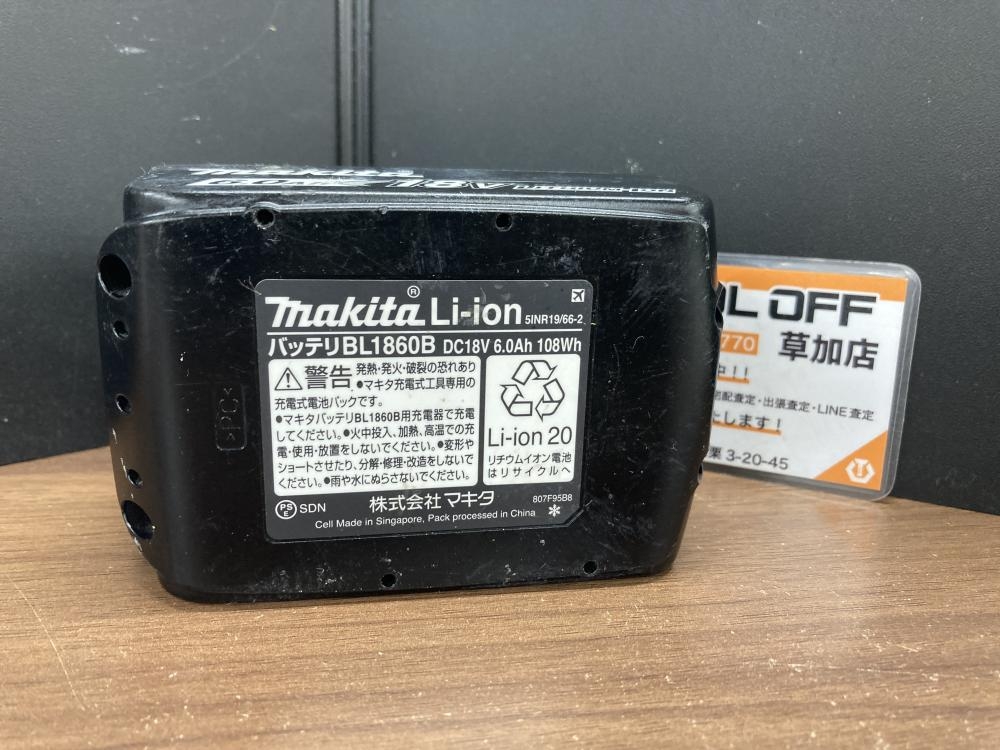 makita® Li-ion 5INR19/66-2
バッテリBL1860B DC18V 6.0Ah 108Wh
警告 発熱・発火・破裂の恐れあり
●マキタ充電式工具専用の
充電式電池パックです。
●マキタバッテリBL1860B用充電器で充電
してください。●火中投入、加熱、高温での充
電・使用・放置をしないでください。●変形や
ショートさせたり、分解・修理・改造をしないで
ください。●雨や水にぬらさないでください。
Li-ion 20
リチウムイオン電池
はリサイクルへ
PSE SDN
株式会社マキタ
807F95B8
Cell Made in Singapore, Pack processed in China
>PC<
L OFF
770 草加店
中!!
宅配査定・出張査定・LINE査定
たします!
栗 3-20-45